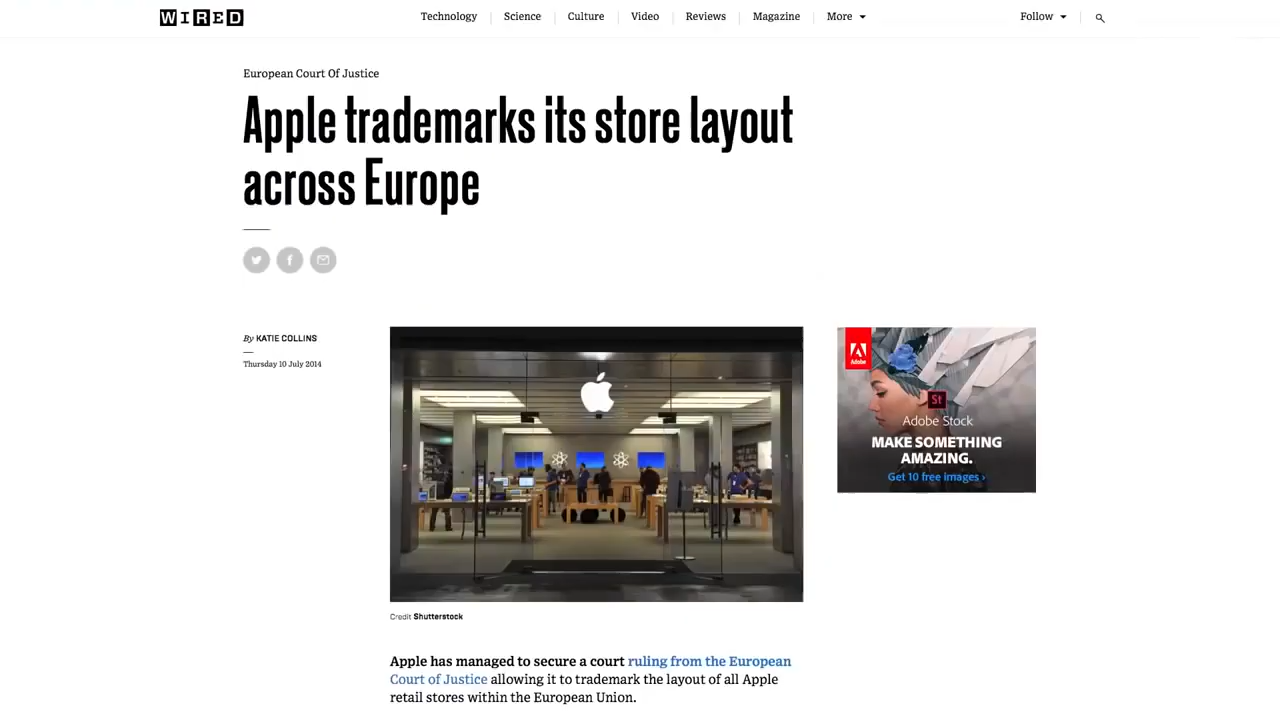 WIRED
Technology
Science
Culture
Video
Reviews
Magazine
More
Follow
European Court Of Justice
Apple trademarks its store layout
across Europe
By KATIE COLLINS
Thursday 10 July 2014
Adobe
St
Adobe Stock
MAKE SOMETHING
AMAZING.
Get 10 free images ›
Credit Shutterstock
Apple has managed to secure a court ruling from the European
Court of Justice allowing it to trademark the layout of all Apple
retail stores within the European Union.